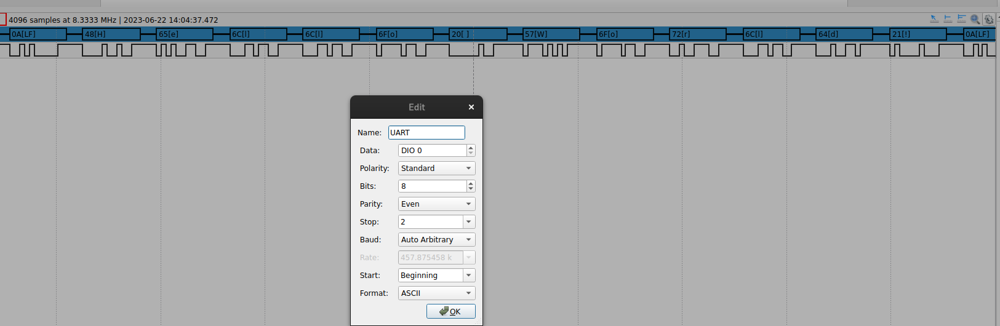 4096 samples at 8.3333 MHz | 2023-06-22 14:04:37.472
0A[LF] 48[H] 65[e] 6C[l] 6C[l] 6F[o] 20[ ] 57[W] 6F[o] 72[r] 6C[l] 64[d] 21[!] 0A[LF]
Edit
Name: UART
Data: DIO 0
Polarity: Standard
Bits: 8
Parity: Even
Stop: 2
Baud: Auto Arbitrary
Rate: 457.875458 k
Start: Beginning
Format: ASCII
OK